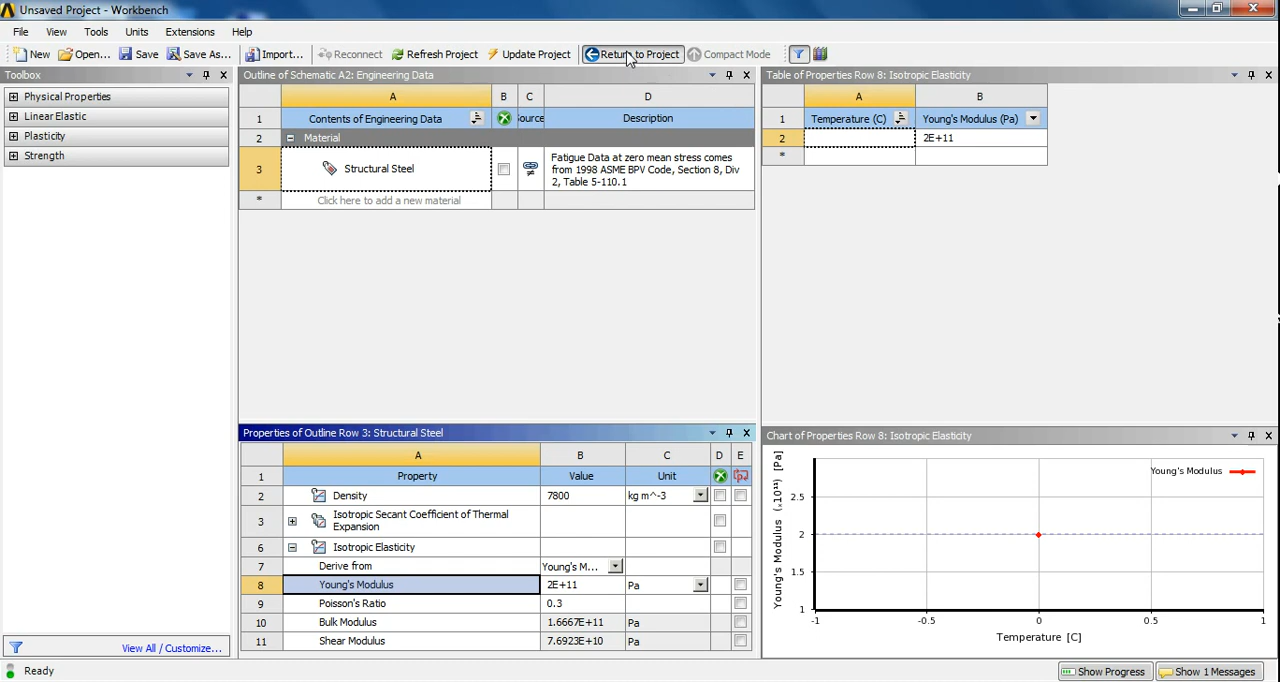 Unsaved Project - Workbench
File View Tools Units Extensions Help
New Open... Save Save As... Import... Reconnect Refresh Project Update Project Return to Project Compact Mode
Toolbox
Physical Properties
Linear Elastic
Plasticity
Strength
View All / Customize...
Outline of Schematic A2: Engineering Data
A B C D
1 Contents of Engineering Data Source Description
2 Material
3 Structural Steel
Fatigue Data at zero mean stress comes
from 1998 ASME BPV Code, Section 8, Div
2, Table 5-110.1
* Click here to add a new material
Table of Properties Row 8: Isotropic Elasticity
A B
1 Temperature (C) Young's Modulus (Pa)
2 2E+11
*
Properties of Outline Row 3: Structural Steel
A B C D E
1 Property Value Unit
2 Density 7800 kg m^-3
3 Isotropic Secant Coefficient of Thermal
Expansion
6 Isotropic Elasticity
7 Derive from Young's M...
8 Young's Modulus 2E+11 Pa
9 Poisson's Ratio 0.3
10 Bulk Modulus 1.6667E+11 Pa
11 Shear Modulus 7.6923E+10 Pa
Chart of Properties Row 8: Isotropic Elasticity
Young's Modulus
Young's Modulus (x10¹¹) [Pa]
2.5
2
1.5
1
-1 -0.5 0 0.5 1
Temperature [C]
Ready
Show Progress Show 1 Messages